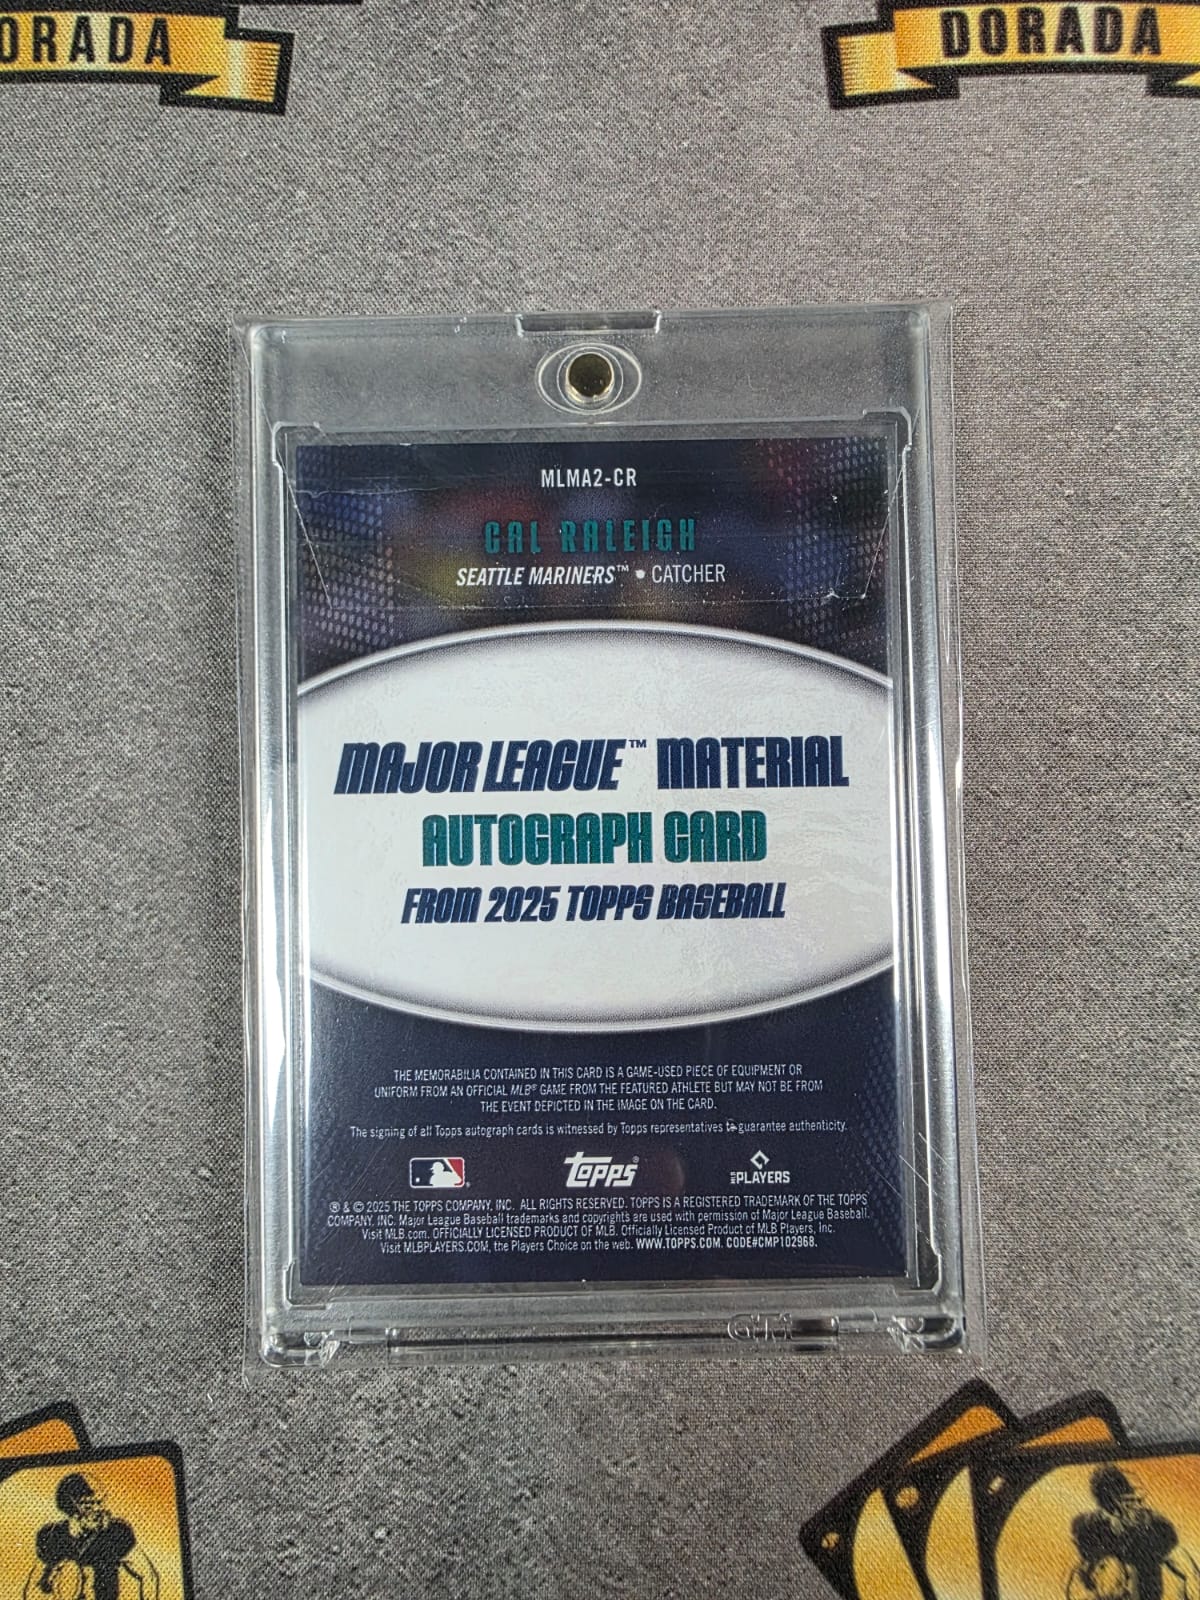 ORADA
DORADA
MLMA2-CR
CAL RALEIGH
SEATTLE MARINERS™ • CATCHER
MAJOR LEAGUE™ MATERIAL
AUTOGRAPH CARD
FROM 2025 TOPPS BASEBALL
THE MEMORABILIA CONTAINED IN THIS CARD IS A GAME-USED PIECE OF EQUIPMENT OR
UNIFORM FROM AN OFFICIAL MLB® GAME FROM THE FEATURED ATHLETE BUT MAY NOT BE FROM
THE EVENT DEPICTED IN THE IMAGE ON THE CARD.
The signing of all Topps autograph cards is witnessed by Topps representatives to guarantee authenticity.
topps®
MLB PLAYERS
® & © 2025 THE TOPPS COMPANY, INC. ALL RIGHTS RESERVED. TOPPS IS A REGISTERED TRADEMARK OF THE TOPPS
COMPANY, INC. Major League Baseball trademarks and copyrights are used with permission of Major League Baseball.
Visit MLB.com. OFFICIALLY LICENSED PRODUCT OF MLB. Officially Licensed Product of MLB Players, Inc.
Visit MLBPLAYERS.COM, the Players Choice on the web. WWW.TOPPS.COM. CODE#CMP102968.